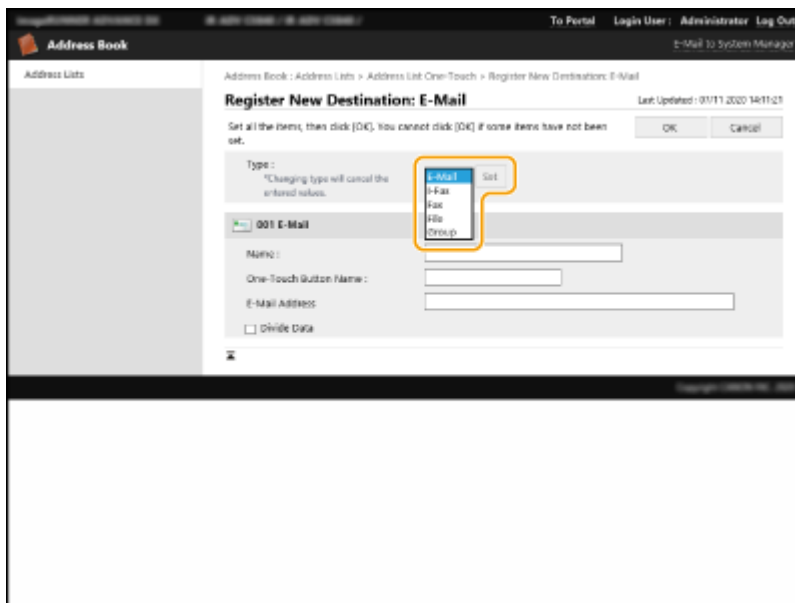 To Portal Login User : Administrator Log Out
Address Book
E-Mail to System Manager
Address Lists
Address Book : Address Lists > Address List One-Touch > Register New Destination: E-Mail
Register New Destination: E-Mail
Last Updated : 01/11 2020 14:11:21
Set all the items, then click [OK]. You cannot click [OK] if some items have not been
set.
OK
Cancel
Type :
*Changing type will cancel the
entered values.
E-Mail
Set
I-Fax
Fax
File
Group
001 E-Mail
Name :
One-Touch Button Name :
E-Mail Address
Divide Data